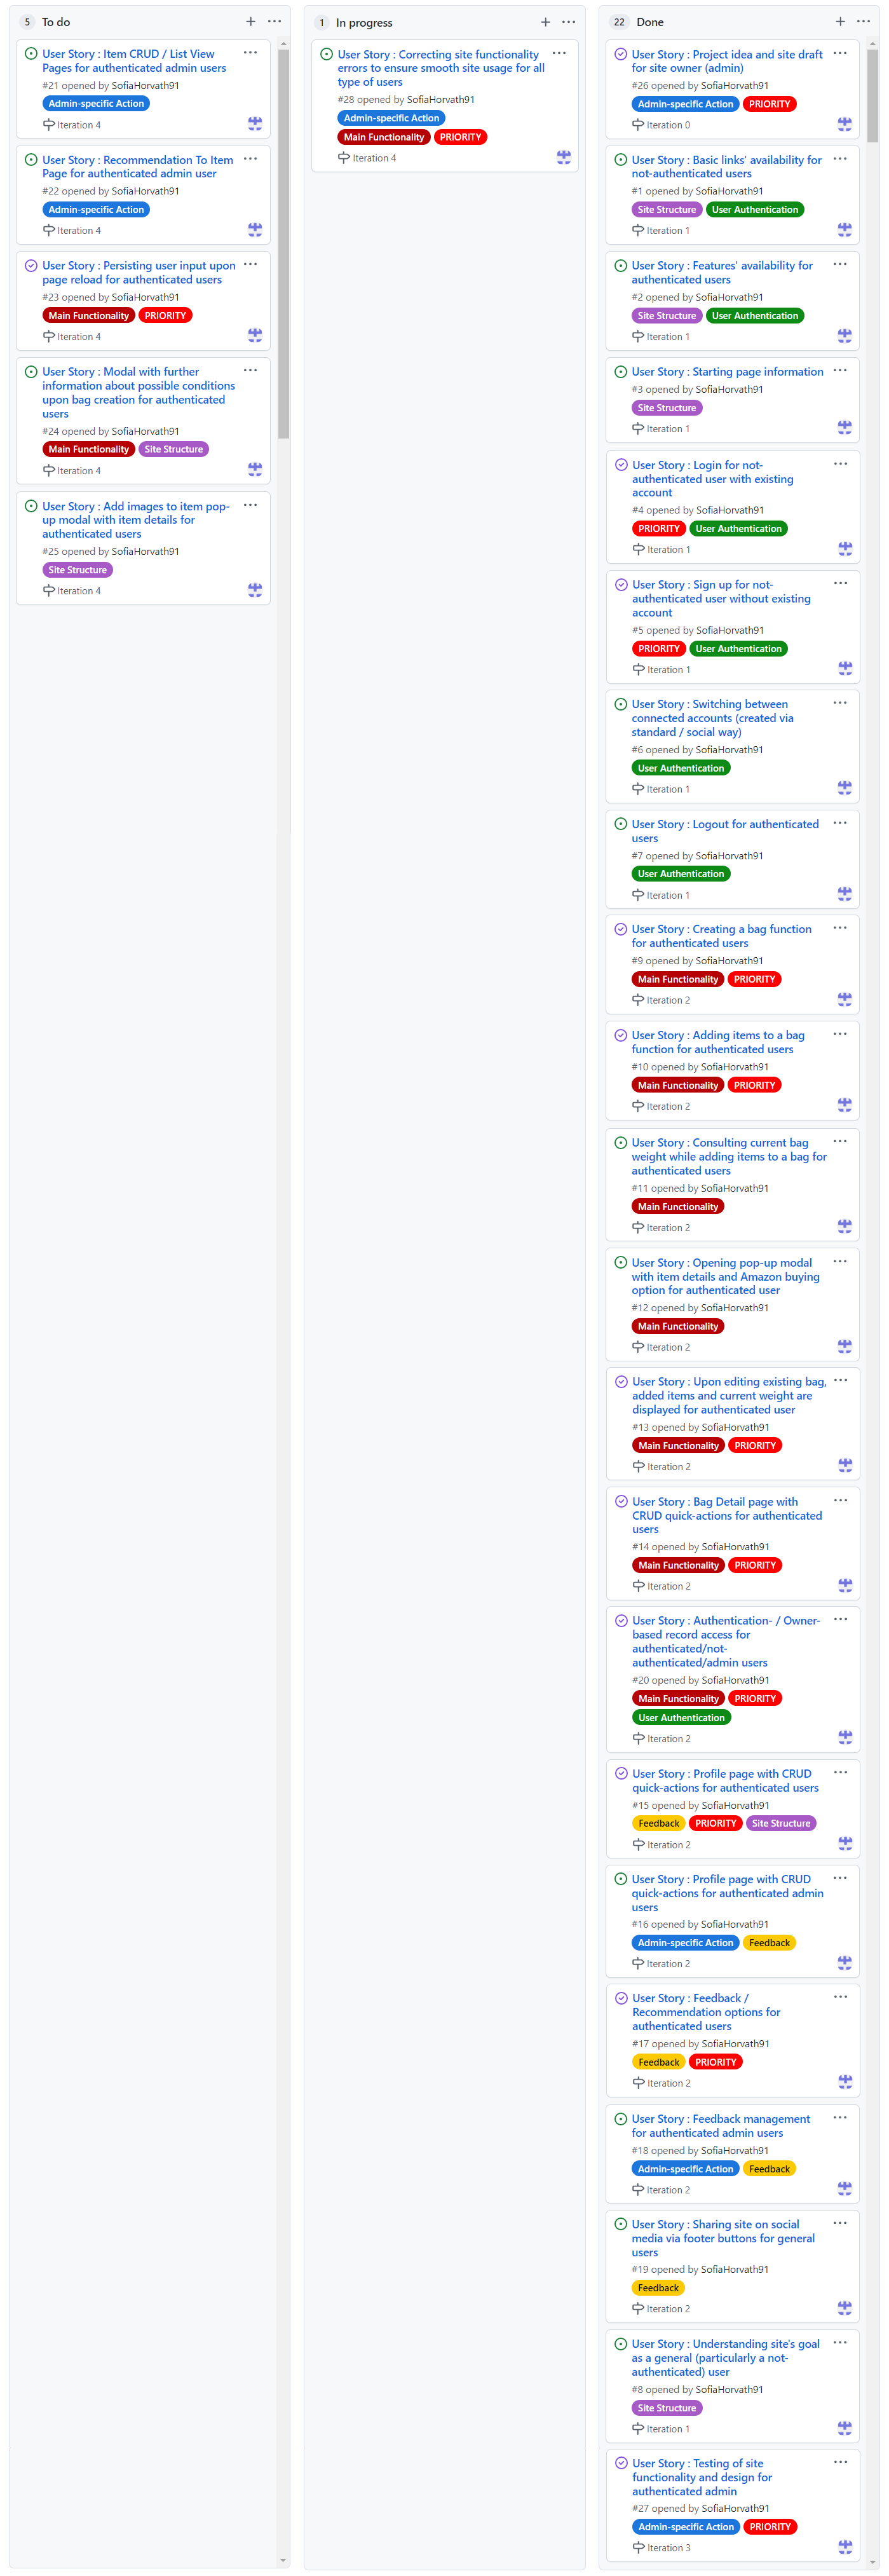 5 To do
User Story : Item CRUD / List View
Pages for authenticated admin users
#21 opened by SofiaHorvath91
Admin-specific Action
Iteration 4
User Story : Recommendation To Item
Page for authenticated admin user
#22 opened by SofiaHorvath91
Admin-specific Action
Iteration 4
User Story : Persisting user input upon
page reload for authenticated users
#23 opened by SofiaHorvath91
Main Functionality PRIORITY
Iteration 4
User Story : Modal with further
information about possible conditions
upon bag creation for authenticated
users
#24 opened by SofiaHorvath91
Main Functionality Site Structure
Iteration 4
User Story : Add images to item pop-
up modal with item details for
authenticated users
#25 opened by SofiaHorvath91
Site Structure
Iteration 4
1 In progress
User Story : Correcting site functionality
errors to ensure smooth site usage for all
type of users
#28 opened by SofiaHorvath91
Admin-specific Action
Main Functionality PRIORITY
Iteration 4
22 Done
User Story : Project idea and site draft
for site owner (admin)
#26 opened by SofiaHorvath91
Admin-specific Action PRIORITY
Iteration 0
User Story : Basic links' availability for
not-authenticated users
#1 opened by SofiaHorvath91
Site Structure User Authentication
Iteration 1
User Story : Features' availability for
authenticated users
#2 opened by SofiaHorvath91
Site Structure User Authentication
Iteration 1
User Story : Starting page information
#3 opened by SofiaHorvath91
Site Structure
Iteration 1
User Story : Login for not-
authenticated user with existing
account
#4 opened by SofiaHorvath91
PRIORITY User Authentication
Iteration 1
User Story : Sign up for not-
authenticated user without existing
account
#5 opened by SofiaHorvath91
PRIORITY User Authentication
Iteration 1
User Story : Switching between
connected accounts (created via
standard / social way)
#6 opened by SofiaHorvath91
User Authentication
Iteration 1
User Story : Logout for authenticated
users
#7 opened by SofiaHorvath91
User Authentication
Iteration 1
User Story : Creating a bag function
for authenticated users
#9 opened by SofiaHorvath91
Main Functionality PRIORITY
Iteration 2
User Story : Adding items to a bag
function for authenticated users
#10 opened by SofiaHorvath91
Main Functionality PRIORITY
Iteration 2
User Story : Consulting current bag
weight while adding items to a bag for
authenticated users
#11 opened by SofiaHorvath91
Main Functionality
Iteration 2
User Story : Opening pop-up modal
with item details and Amazon buying
option for authenticated user
#12 opened by SofiaHorvath91
Main Functionality
Iteration 2
User Story : Upon editing existing bag,
added items and current weight are
displayed for authenticated user
#13 opened by SofiaHorvath91
Main Functionality PRIORITY
Iteration 2
User Story : Bag Detail page with
CRUD quick-actions for authenticated
users
#14 opened by SofiaHorvath91
Main Functionality PRIORITY
Iteration 2
User Story : Authentication- / Owner-
based record access for
authenticated/not-
authenticated/admin users
#20 opened by SofiaHorvath91
Main Functionality PRIORITY
User Authentication
Iteration 2
User Story : Profile page with CRUD
quick-actions for authenticated users
#15 opened by SofiaHorvath91
Feedback PRIORITY Site Structure
Iteration 2
User Story : Profile page with CRUD
quick-actions for authenticated admin
users
#16 opened by SofiaHorvath91
Admin-specific Action Feedback
Iteration 2
User Story : Feedback /
Recommendation options for
authenticated users
#17 opened by SofiaHorvath91
Feedback PRIORITY
Iteration 2
User Story : Feedback management
for authenticated admin users
#18 opened by SofiaHorvath91
Admin-specific Action Feedback
Iteration 2
User Story : Sharing site on social
media via footer buttons for general
users
#19 opened by SofiaHorvath91
Feedback
Iteration 2
User Story : Understanding site's goal
as a general (particularly a not-
authenticated) user
#8 opened by SofiaHorvath91
Site Structure
Iteration 1
User Story : Testing of site
functionality and design for
authenticated admin
#27 opened by SofiaHorvath91
Admin-specific Action PRIORITY
Iteration 3